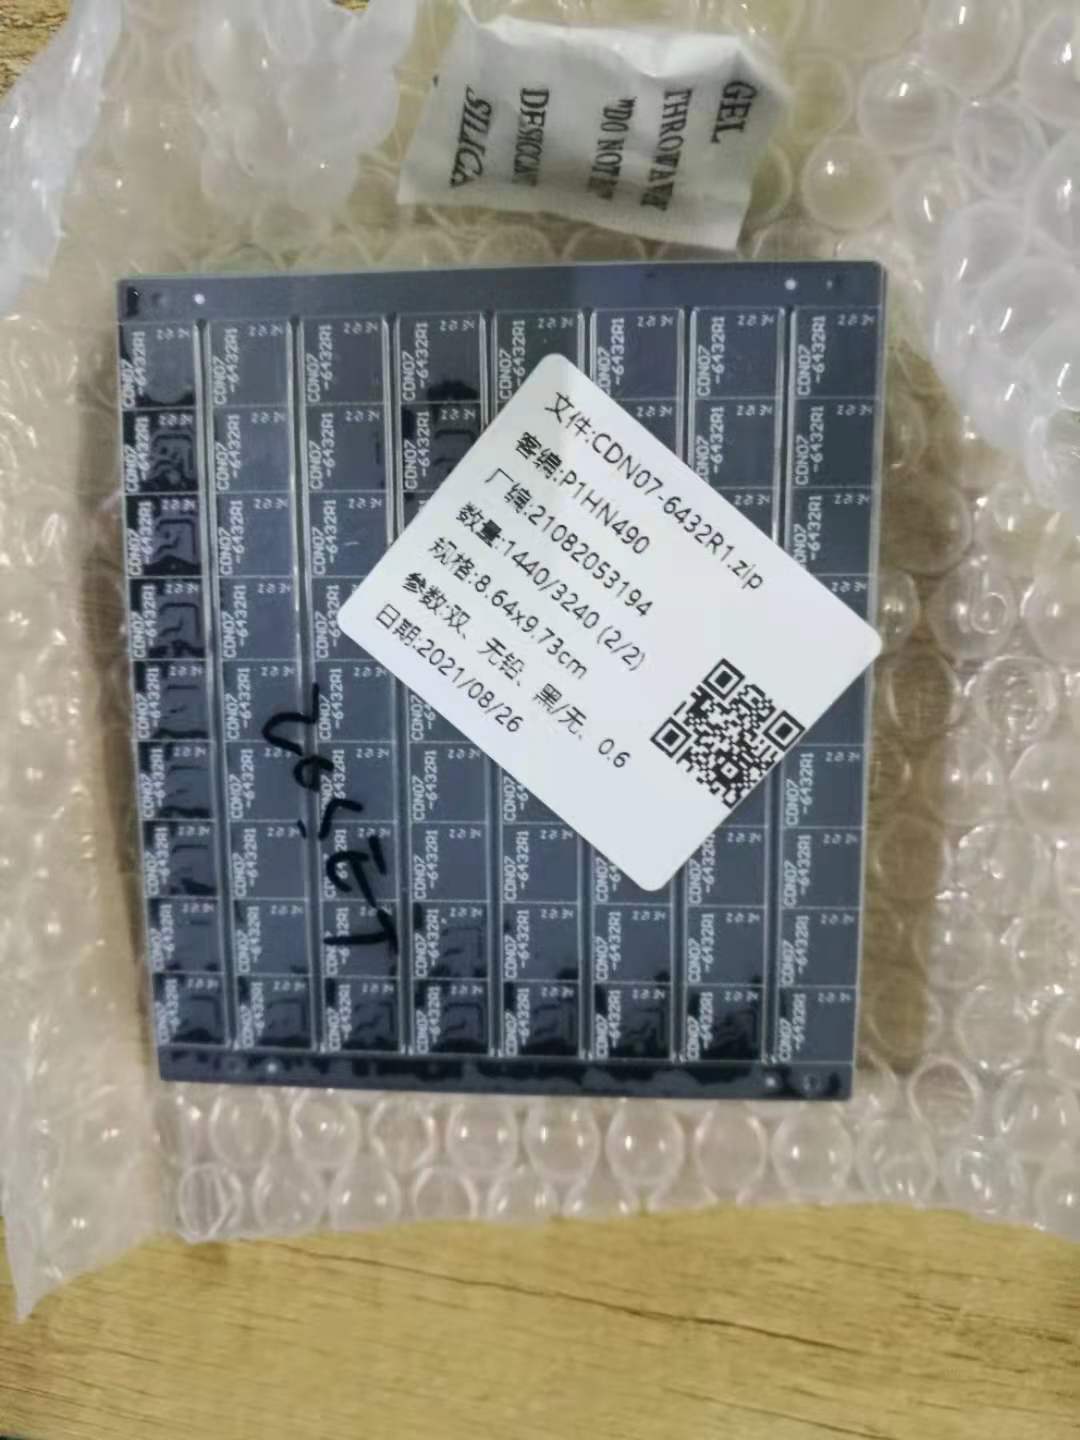 SILICA
DESICCANT
"DO NOT
THROWAWA
GEL
文件:CDN07-6432R1.zip
客编:P1HN490
厂编:21082053194
数量:1440/3240 (2/2)
规格:8.64x9.73cm
参数:双、无铅、黑/无、0.6
日期:2021/08/26
CDN07
-6432R1
20SET